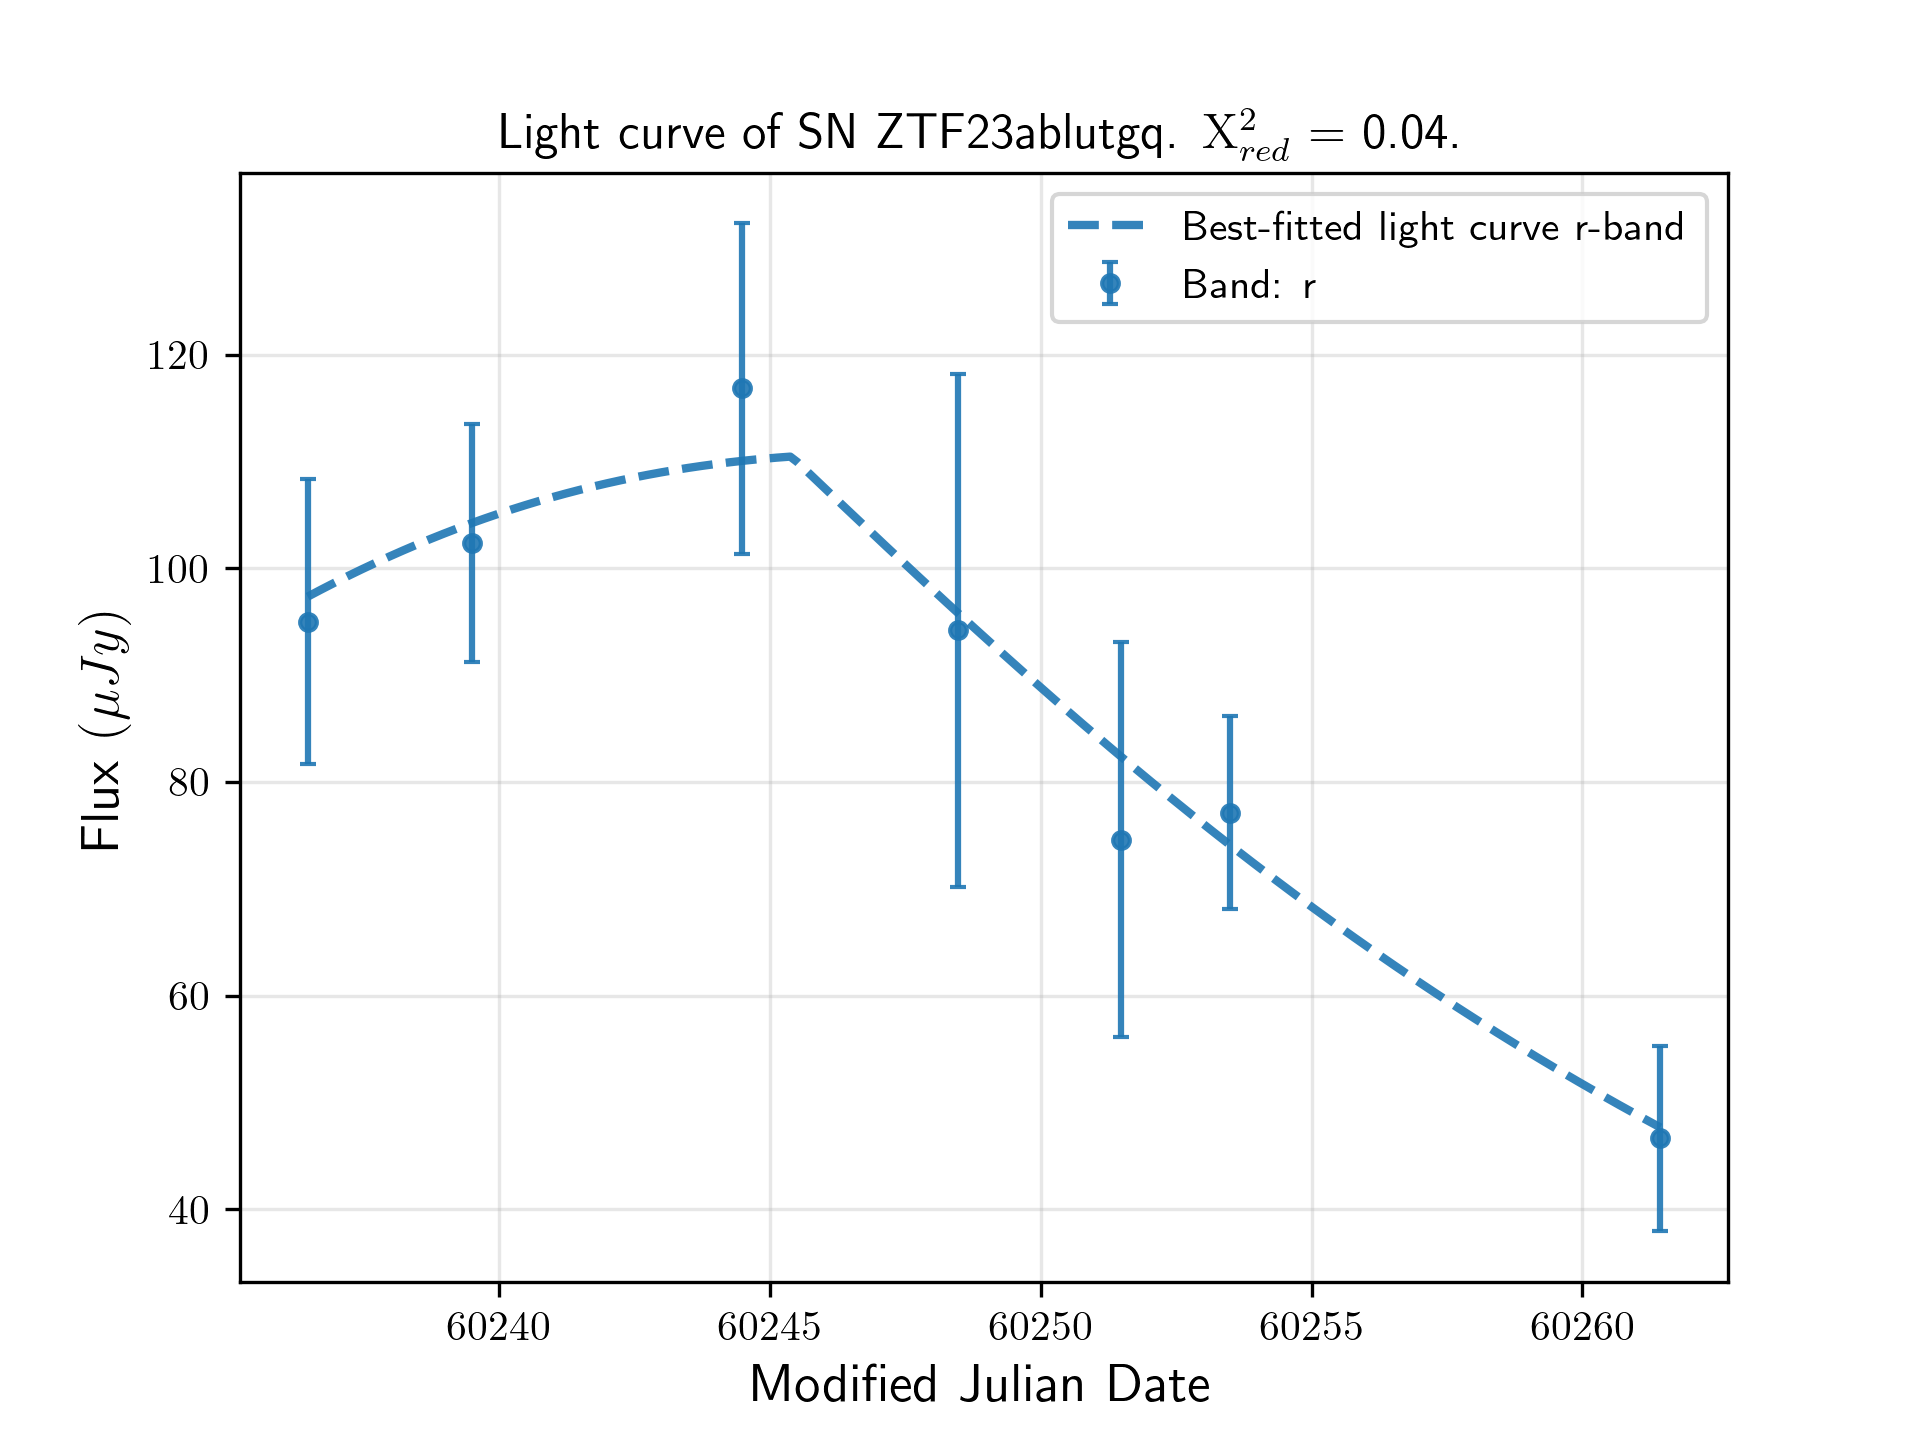 Light curve of SN ZTF23ablutgq. X²_red = 0.04.
Best-fitted light curve r-band
Band: r
120
100
80
60
40
Flux (μJy)
60240 60245 60250 60255 60260
Modified Julian Date